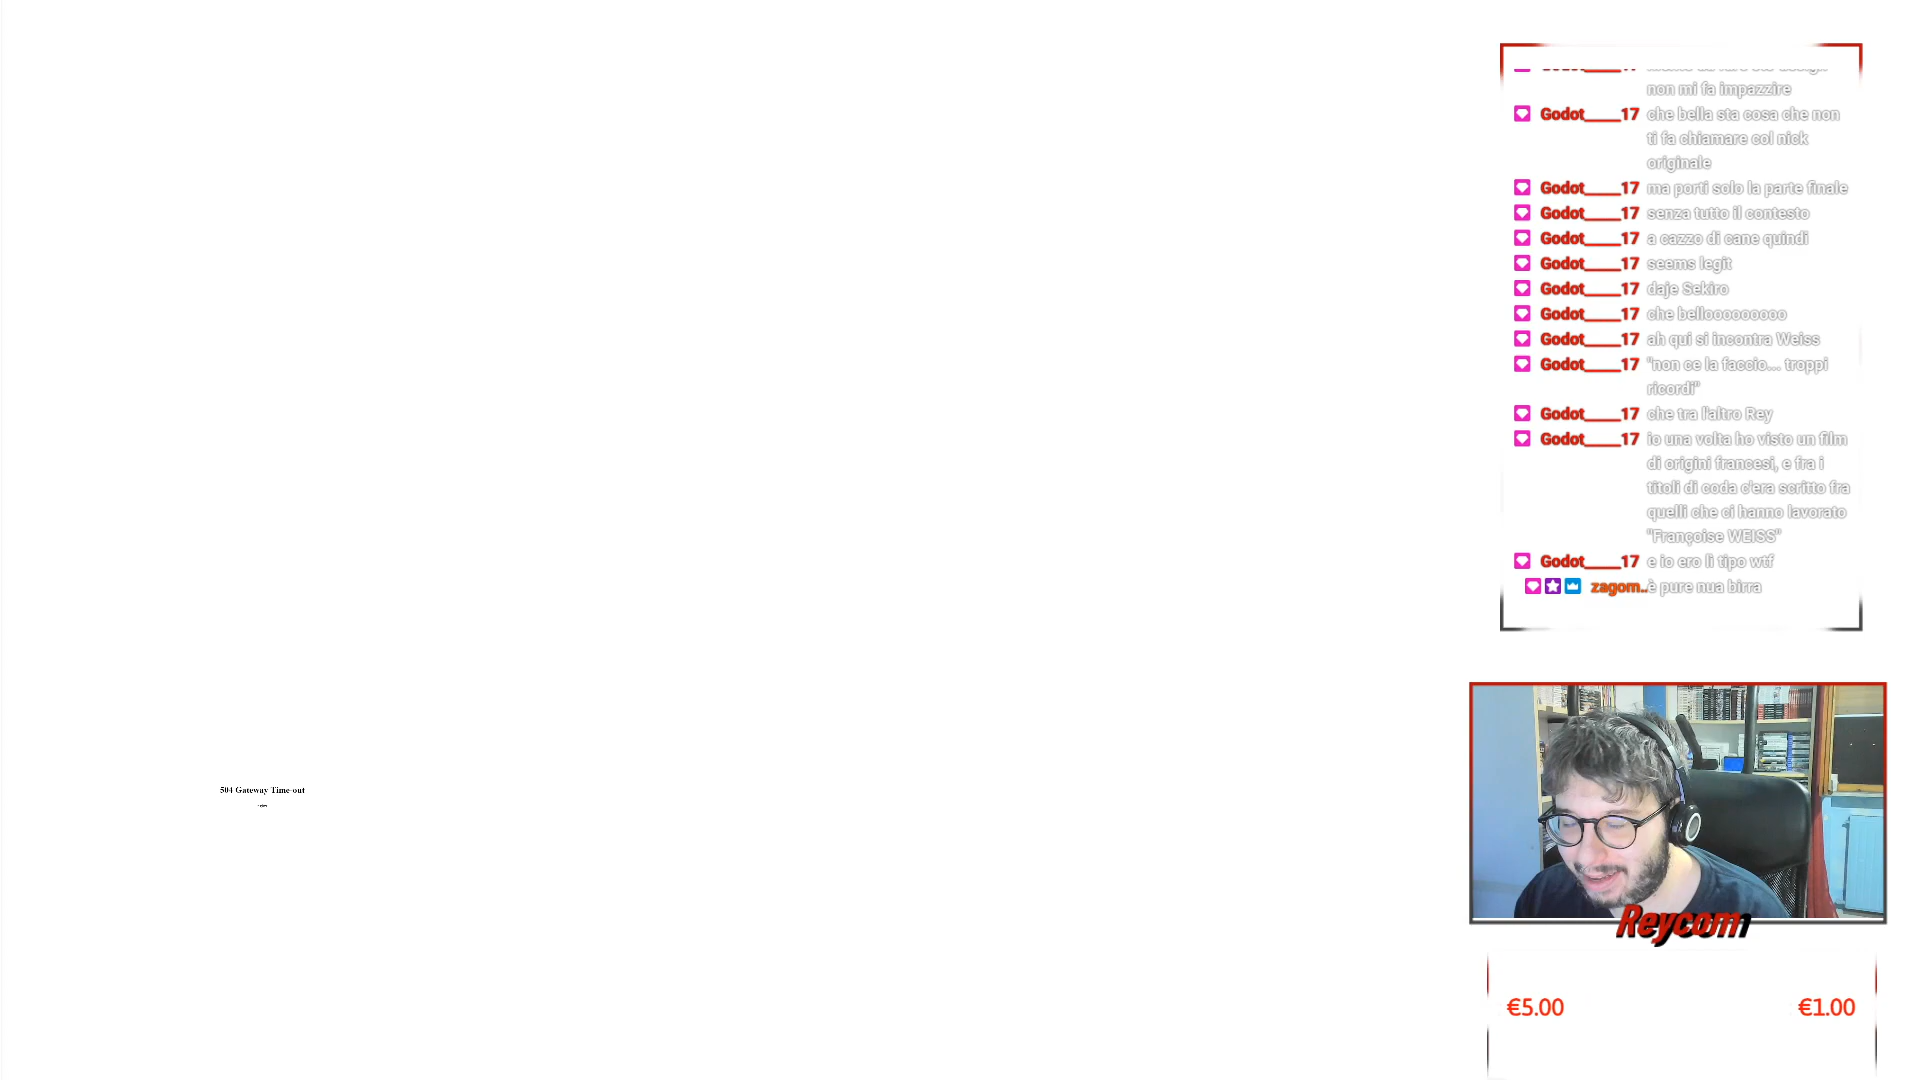 non mi fa impazzire
Godot____17 che bella sta cosa che non
ti fa chiamare col nick
originale
Godot____17 ma porti solo la parte finale
Godot____17 senza tutto il contesto
Godot____17 a cazzo di cane quindi
Godot____17 seems legit
Godot____17 daje Sekiro
Godot____17 che bellooooooooo
Godot____17 ah qui si incontra Weiss
Godot____17 "non ce la faccio... troppi
ricordi"
Godot____17 che tra l'altro Rey
Godot____17 io una volta ho visto un film
di origini francesi, e fra i
titoli di coda c'era scritto fra
quelli che ci hanno lavorato
"Françoise WEISS"
Godot____17 e io ero lì tipo wtf
zagom.. è pure nua birra
504 Gateway Time-out
Reycom
€5.00 €1.00